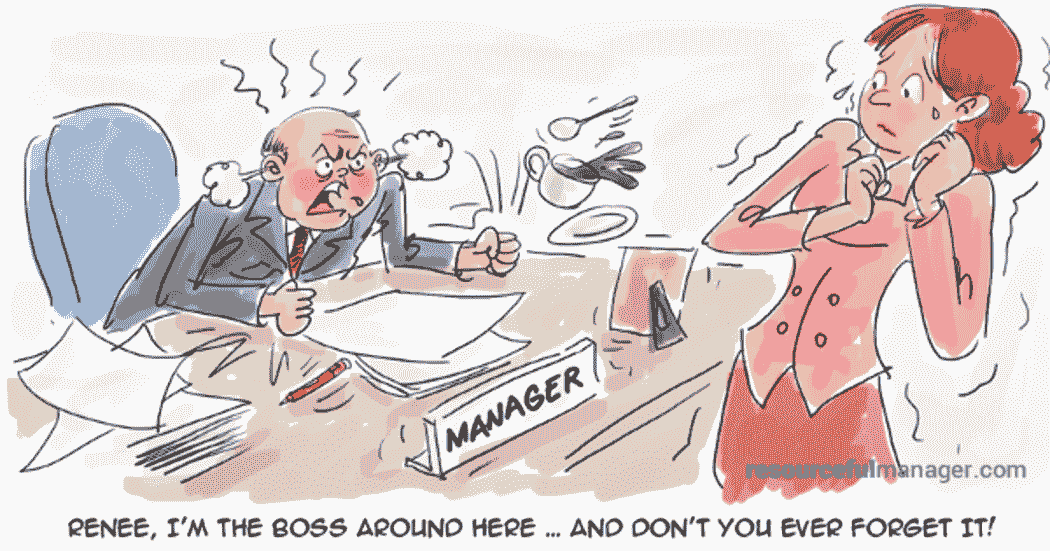 MANAGER
resourcefulmanager.com
RENEE, I'M THE BOSS AROUND HERE ... AND DON'T YOU EVER FORGET IT!